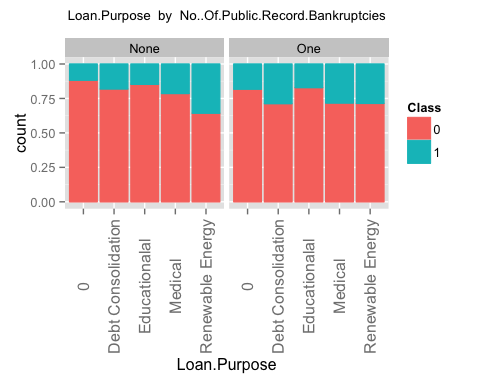 Loan.Purpose by No..Of.Public.Record.Bankruptcies
None
One
1.00
0.75
0.50
0.25
0.00
count
0
Debt Consolidation
Educationalal
Medical
Renewable Energy
0
Debt Consolidation
Educationalal
Medical
Renewable Energy
Loan.Purpose
Class
0
1